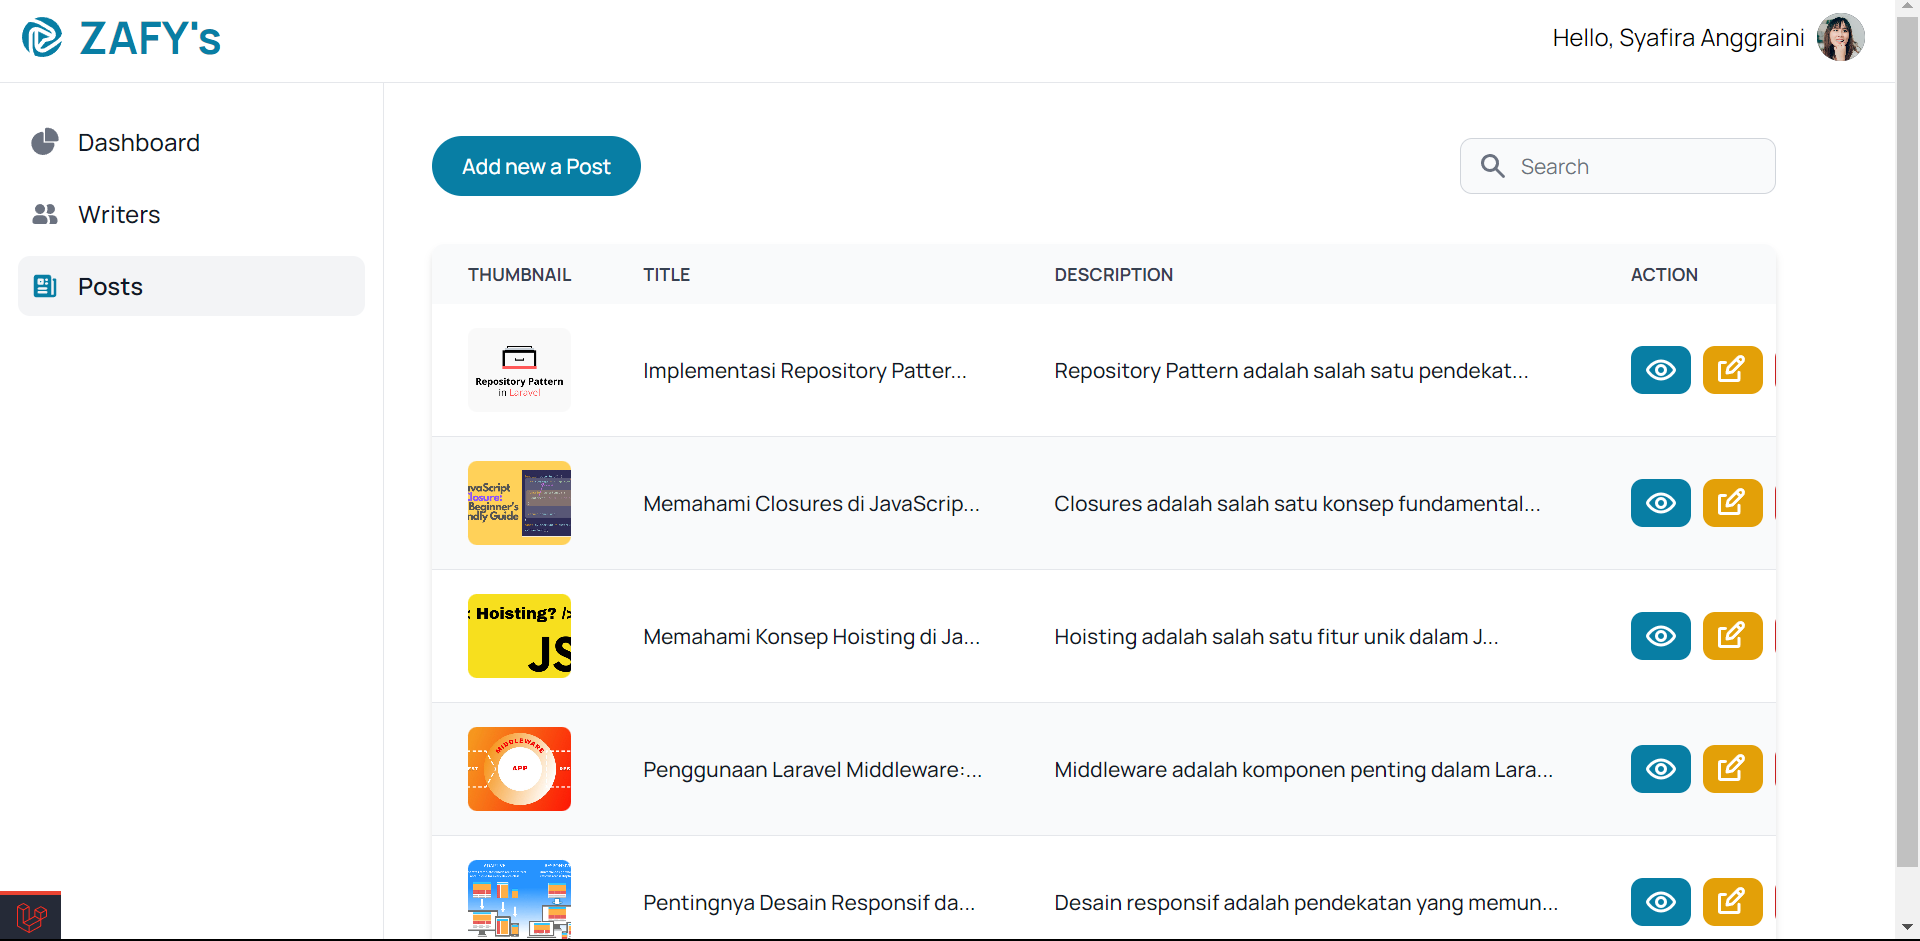 ZAFY's
Hello, Syafira Anggraini
Dashboard
Writers
Posts
Add new a Post
Search
THUMBNAIL TITLE DESCRIPTION ACTION
Repository Pattern
in Laravel
Implementasi Repository Patter... Repository Pattern adalah salah satu pendekat...
avaScript
losure:
Beginner's
ndly Guide
Memahami Closures di JavaScrip... Closures adalah salah satu konsep fundamental...
< Hoisting? />
JS
Memahami Konsep Hoisting di Ja... Hoisting adalah salah satu fitur unik dalam J...
MIDDLEWARE
APP
Penggunaan Laravel Middleware:... Middleware adalah komponen penting dalam Lara...
Pentingnya Desain Responsif da... Desain responsif adalah pendekatan yang memun...